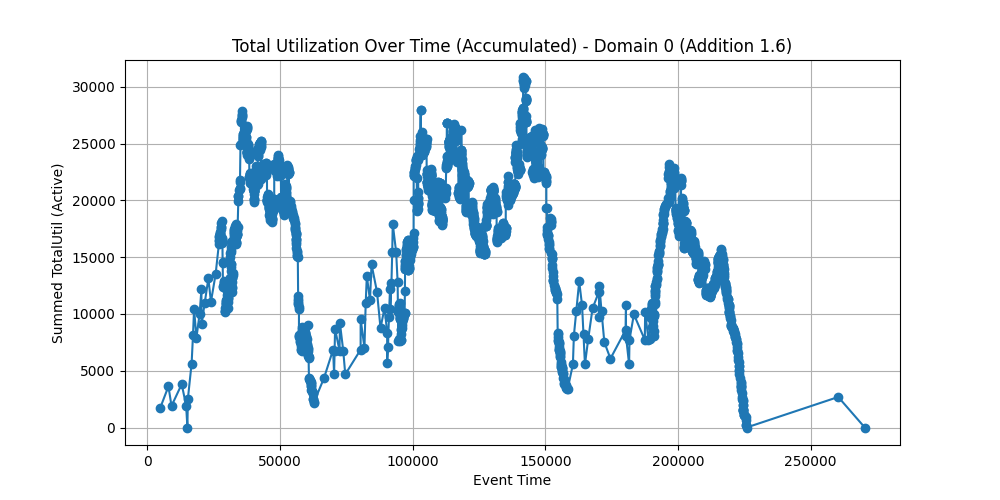 Total Utilization Over Time (Accumulated) - Domain 0 (Addition 1.6)
Summed TotalUtil (Active)
30000
25000
20000
15000
10000
5000
0
0 50000 100000 150000 200000 250000
Event Time